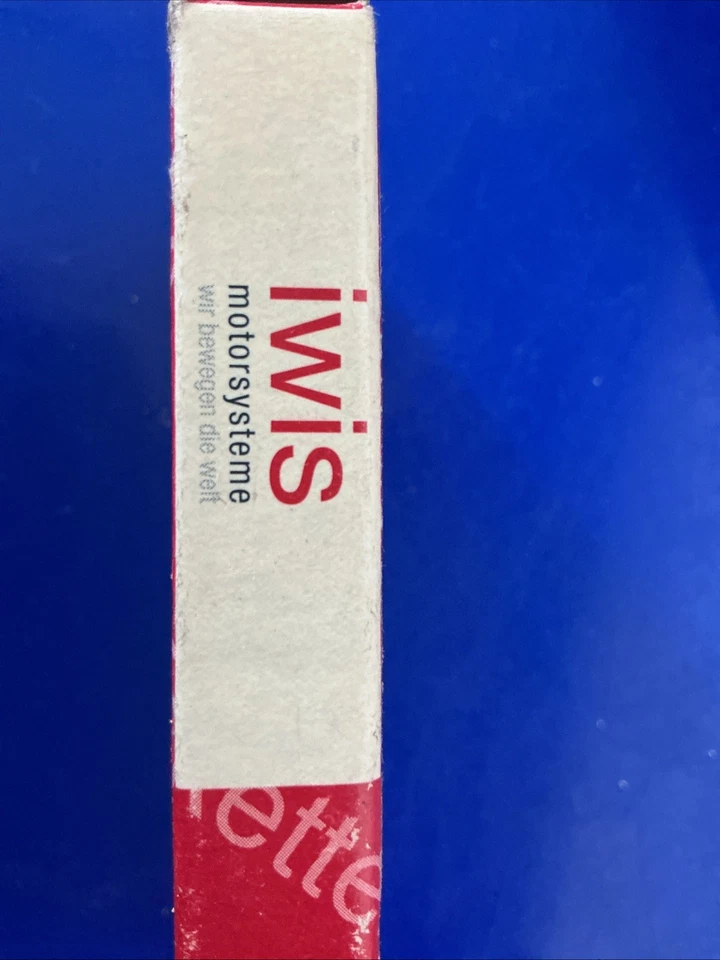 iwis
motorsysteme
wir bewegen die welt
ette